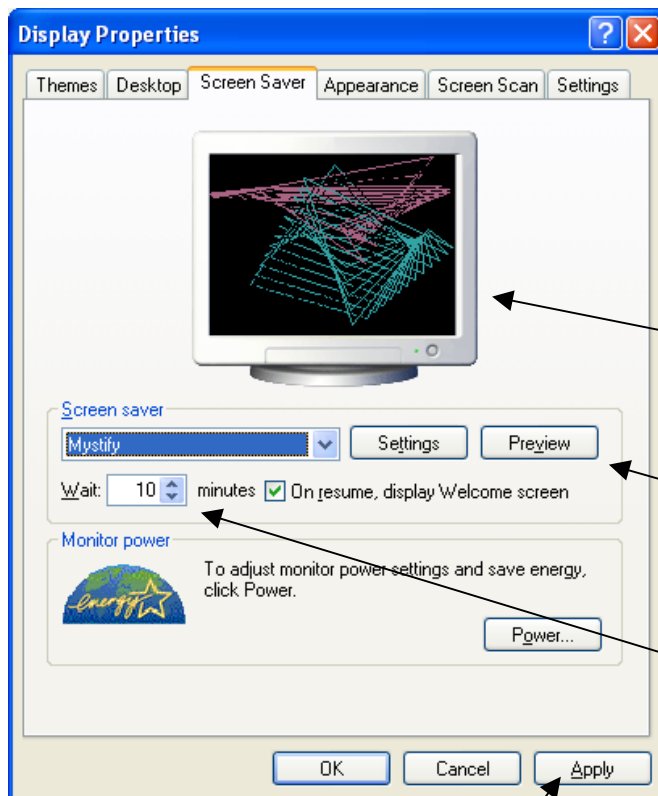 Display Properties
Themes Desktop Screen Saver Appearance Screen Scan Settings
Screen saver
Mystify Settings Preview
Wait: 10 minutes On resume, display Welcome screen
Monitor power
To adjust monitor power settings and save energy,
click Power.
energy
Power...
OK Cancel Apply